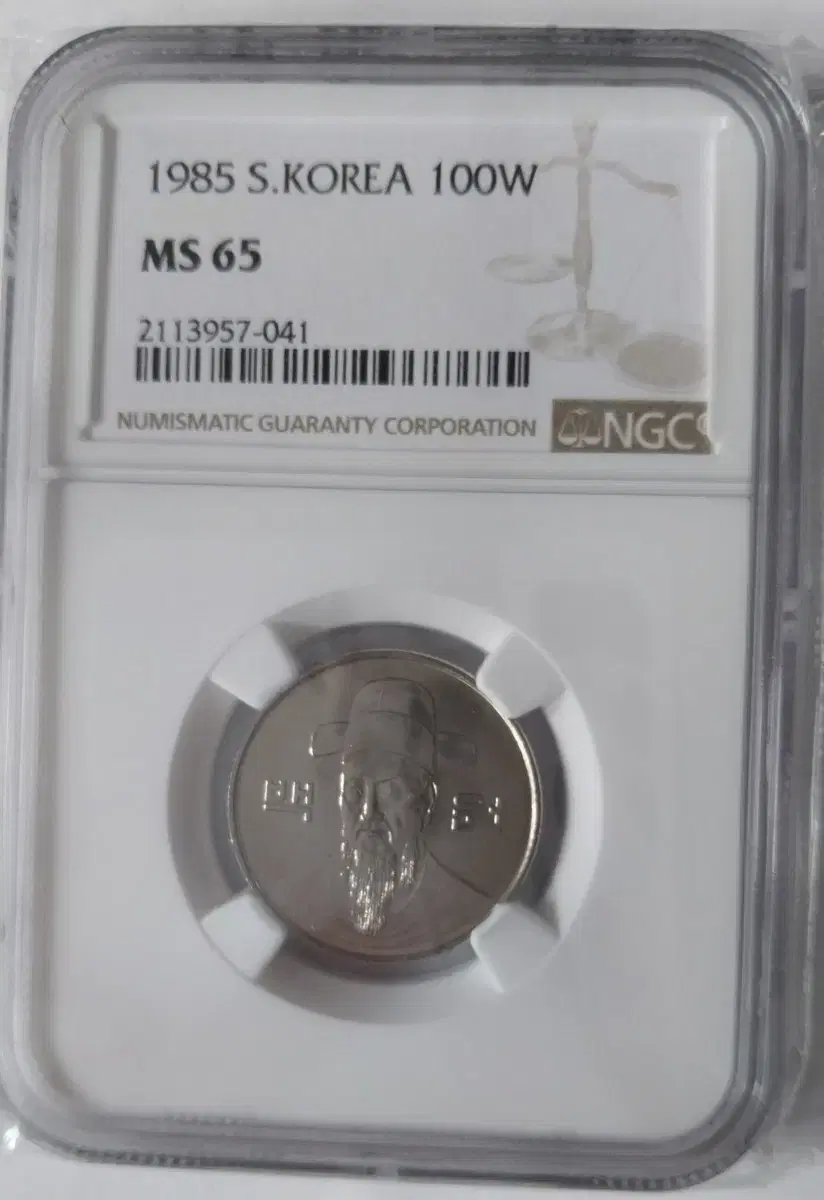 1985 S.KOREA 100W
MS 65
2113957-041
NUMISMATIC GUARANTY CORPORATION NGC
백 원